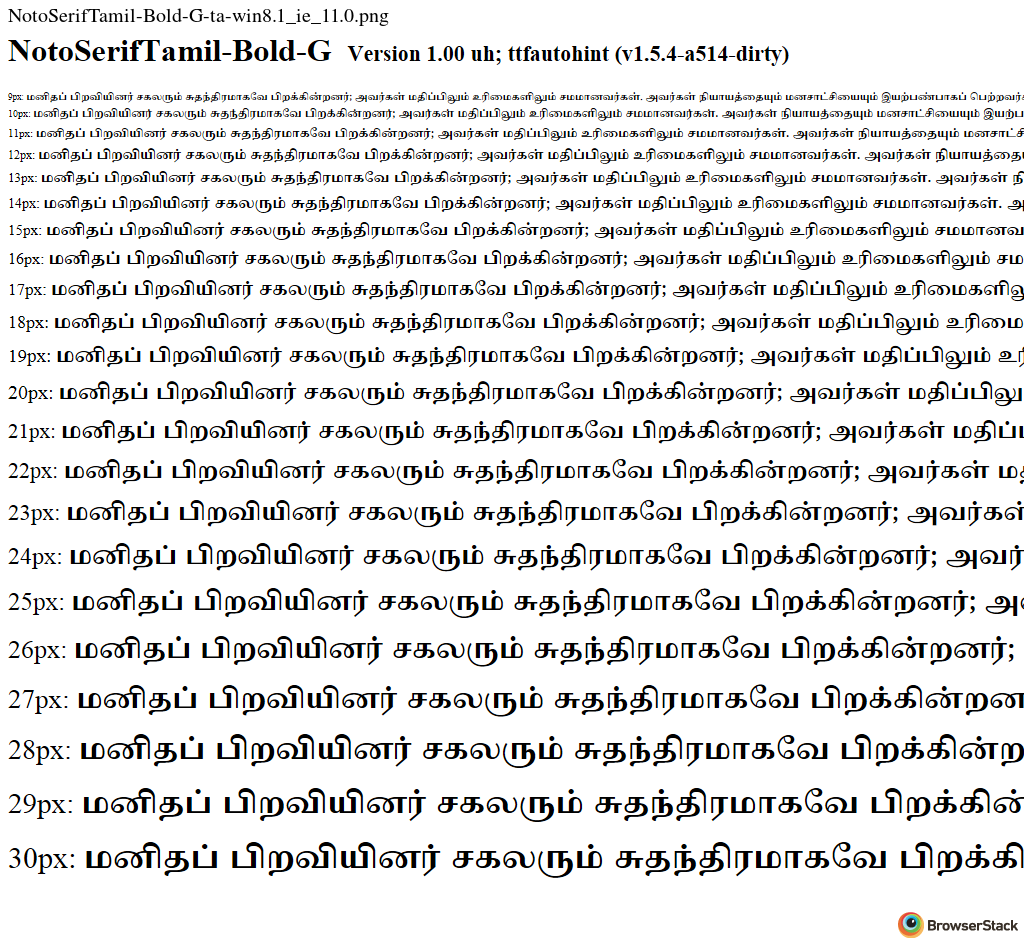 NotoSerifTamil-Bold-G-ta-win8.1_ie_11.0.png
NotoSerifTamil-Bold-G Version 1.00 uh; ttfautohint (v1.5.4-a514-dirty)
9px: மனிதப் பிறவியினர் சகலரும் சுதந்திரமாகவே பிறக்கின்றனர்; அவர்கள் மதிப்பிலும் உரிமைகளிலும் சமமானவர்கள். அவர்கள் நியாயத்தையும் மனசாட்சியையும் இயற்பண்பாகப்
10px: மனிதப் பிறவியினர் சகலரும் சுதந்திரமாகவே பிறக்கின்றனர்; அவர்கள் மதிப்பிலும் உரிமைகளிலும் சமமானவர்கள். அவர்கள் நியாயத்தையும் மனசாட்சியையும்
11px: மனிதப் பிறவியினர் சகலரும் சுதந்திரமாகவே பிறக்கின்றனர்; அவர்கள் மதிப்பிலும் உரிமைகளிலும் சமமானவர்கள். அவர்கள் நியாயத்தையும்
12px: மனிதப் பிறவியினர் சகலரும் சுதந்திரமாகவே பிறக்கின்றனர்; அவர்கள் மதிப்பிலும் உரிமைகளிலும் சமமானவர்கள். அவர்கள்
13px: மனிதப் பிறவியினர் சகலரும் சுதந்திரமாகவே பிறக்கின்றனர்; அவர்கள் மதிப்பிலும் உரிமைகளிலும் சமமானவர்கள். அவர்கள்
14px: மனிதப் பிறவியினர் சகலரும் சுதந்திரமாகவே பிறக்கின்றனர்; அவர்கள் மதிப்பிலும் உரிமைகளிலும் சமமானவர்கள்.
15px: மனிதப் பிறவியினர் சகலரும் சுதந்திரமாகவே பிறக்கின்றனர்; அவர்கள் மதிப்பிலும் உரிமைகளிலும்
16px: மனிதப் பிறவியினர் சகலரும் சுதந்திரமாகவே பிறக்கின்றனர்; அவர்கள் மதிப்பிலும் உரிமைகளிலும் சம
17px: மனிதப் பிறவியினர் சகலரும் சுதந்திரமாகவே பிறக்கின்றனர்; அவர்கள் மதிப்பிலும்
18px: மனிதப் பிறவியினர் சகலரும் சுதந்திரமாகவே பிறக்கின்றனர்; அவர்கள் மதிப்பிலும் உரிமை
19px: மனிதப் பிறவியினர் சகலரும் சுதந்திரமாகவே பிறக்கின்றனர்; அவர்கள் மதிப்பிலும்
20px: மனிதப் பிறவியினர் சகலரும் சுதந்திரமாகவே பிறக்கின்றனர்; அவர்கள் மதிப்பிலு
21px: மனிதப் பிறவியினர் சகலரும் சுதந்திரமாகவே பிறக்கின்றனர்; அவர்கள்
22px: மனிதப் பிறவியினர் சகலரும் சுதந்திரமாகவே பிறக்கின்றனர்; அவர்கள்
23px: மனிதப் பிறவியினர் சகலரும் சுதந்திரமாகவே பிறக்கின்றனர்; அவர்கள்
24px: மனிதப் பிறவியினர் சகலரும் சுதந்திரமாகவே பிறக்கின்றனர்; அவர்
25px: மனிதப் பிறவியினர் சகலரும் சுதந்திரமாகவே பிறக்கின்றனர்;
26px: மனிதப் பிறவியினர் சகலரும் சுதந்திரமாகவே பிறக்கின்றனர்;
27px: மனிதப் பிறவியினர் சகலரும் சுதந்திரமாகவே பிறக்கின்றன
28px: மனிதப் பிறவியினர் சகலரும் சுதந்திரமாகவே பிறக்கின்ற
29px: மனிதப் பிறவியினர் சகலரும் சுதந்திரமாகவே பிறக்கின்
30px: மனிதப் பிறவியினர் சகலரும் சுதந்திரமாகவே பிறக்கி
BrowserStack